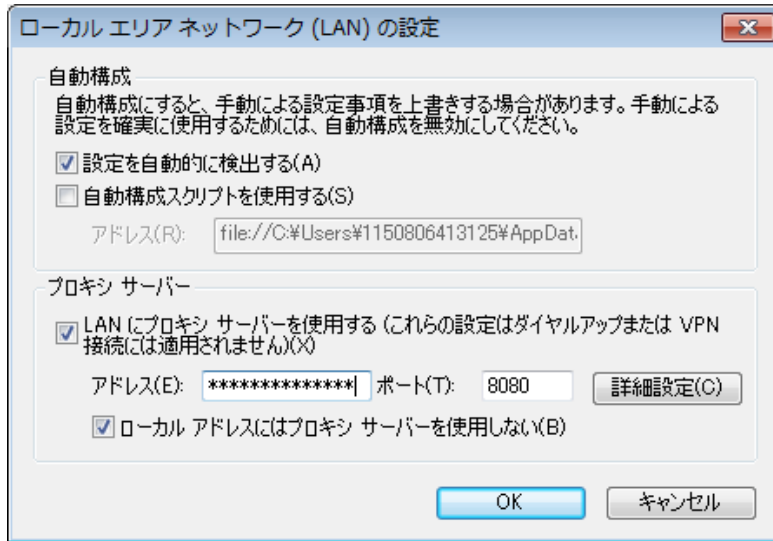 ローカル エリア ネットワーク (LAN) の設定
自動構成
自動構成にすると、手動による設定事項を上書きする場合があります。手動による
設定を確実に使用するためには、自動構成を無効にしてください。
設定を自動的に検出する(A)
自動構成スクリプトを使用する(S)
アドレス(R): file://C:¥Users¥1150806413125¥AppDat.
プロキシ サーバー
LAN にプロキシ サーバーを使用する (これらの設定はダイヤルアップまたは VPN
接続には適用されません)(X)
アドレス(E): ************** ポート(T): 8080 詳細設定(C)
ローカル アドレスにはプロキシ サーバーを使用しない(B)
OK キャンセル